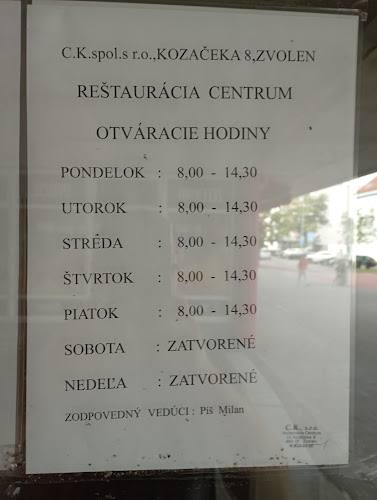 C.K.spol.s r.o.,KOZAČEKA 8,ZVOLEN
REŠTAURÁCIA CENTRUM
OTVÁRACIE HODINY
PONDELOK : 8,00 - 14,30
UTOROK : 8,00 - 14,30
STREDA : 8,00 - 14,30
ŠTVRTOK : 8,00 - 14,30
PIATOK : 8,00 - 14,30
SOBOTA : ZATVORENÉ
NEDEĽA : ZATVORENÉ
ZODPOVEDNÝ VEDÚCI : Piš Milan
C.K., s.r.o.